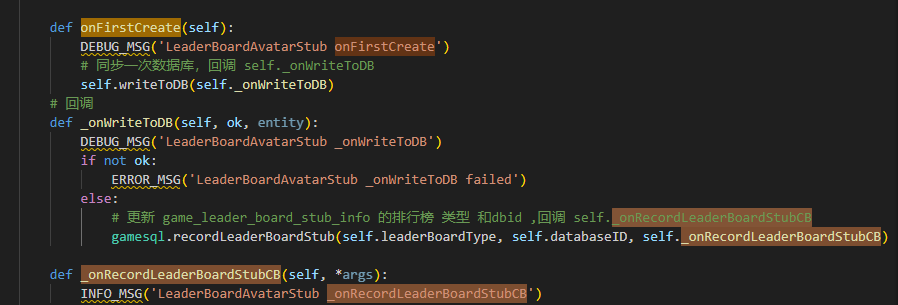 def onFirstCreate(self):
DEBUG_MSG('LeaderBoardAvatarStub onFirstCreate')
# 同步一次数据库, 回调 self._onWriteToDB
self.writeToDB(self._onWriteToDB)
# 回调
def _onWriteToDB(self, ok, entity):
DEBUG_MSG('LeaderBoardAvatarStub _onWriteToDB')
if not ok:
ERROR_MSG('LeaderBoardAvatarStub _onWriteToDB failed')
else:
# 更新 game_leader_board_stub_info 的排行榜 类型 和dbid ,回调 self._onRecordLeaderBoardStubCB
gamesql.recordLeaderBoardStub(self.leaderBoardType, self.databaseID, self._onRecordLeaderBoardStubCB)
def _onRecordLeaderBoardStubCB(self, *args):
INFO_MSG('LeaderBoardAvatarStub _onRecordLeaderBoardStubCB')